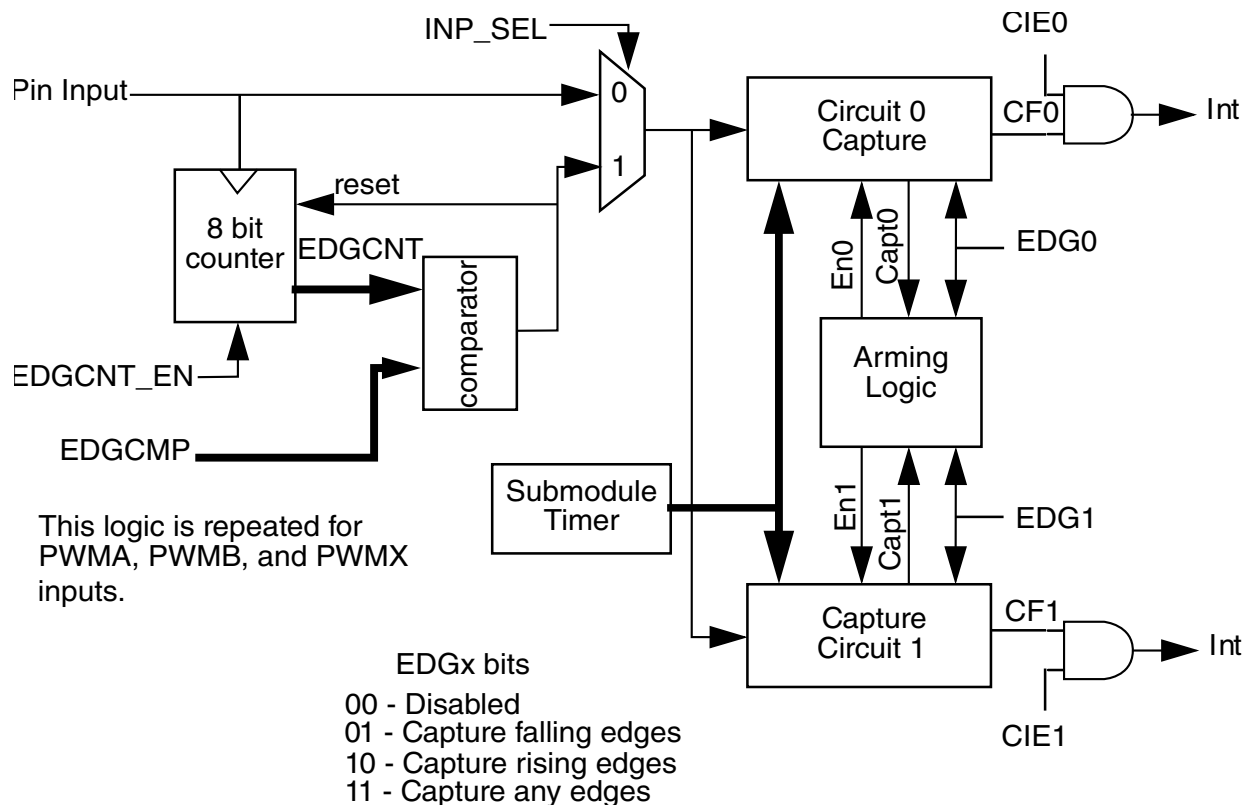 INP_SEL
CIE0
Pin Input
0
1
Circuit 0
Capture
CF0
Int
reset
8 bit
counter
EDGCNT
comparator
En0
Capt0
EDG0
Arming
Logic
EDGCNT_EN
EDGCMP
Submodule
Timer
En1
Capt1
EDG1
This logic is repeated for
PWMA, PWMB, and PWMX
inputs.
Capture
Circuit 1
CF1
Int
CIE1
EDGx bits
00 - Disabled
01 - Capture falling edges
10 - Capture rising edges
11 - Capture any edges